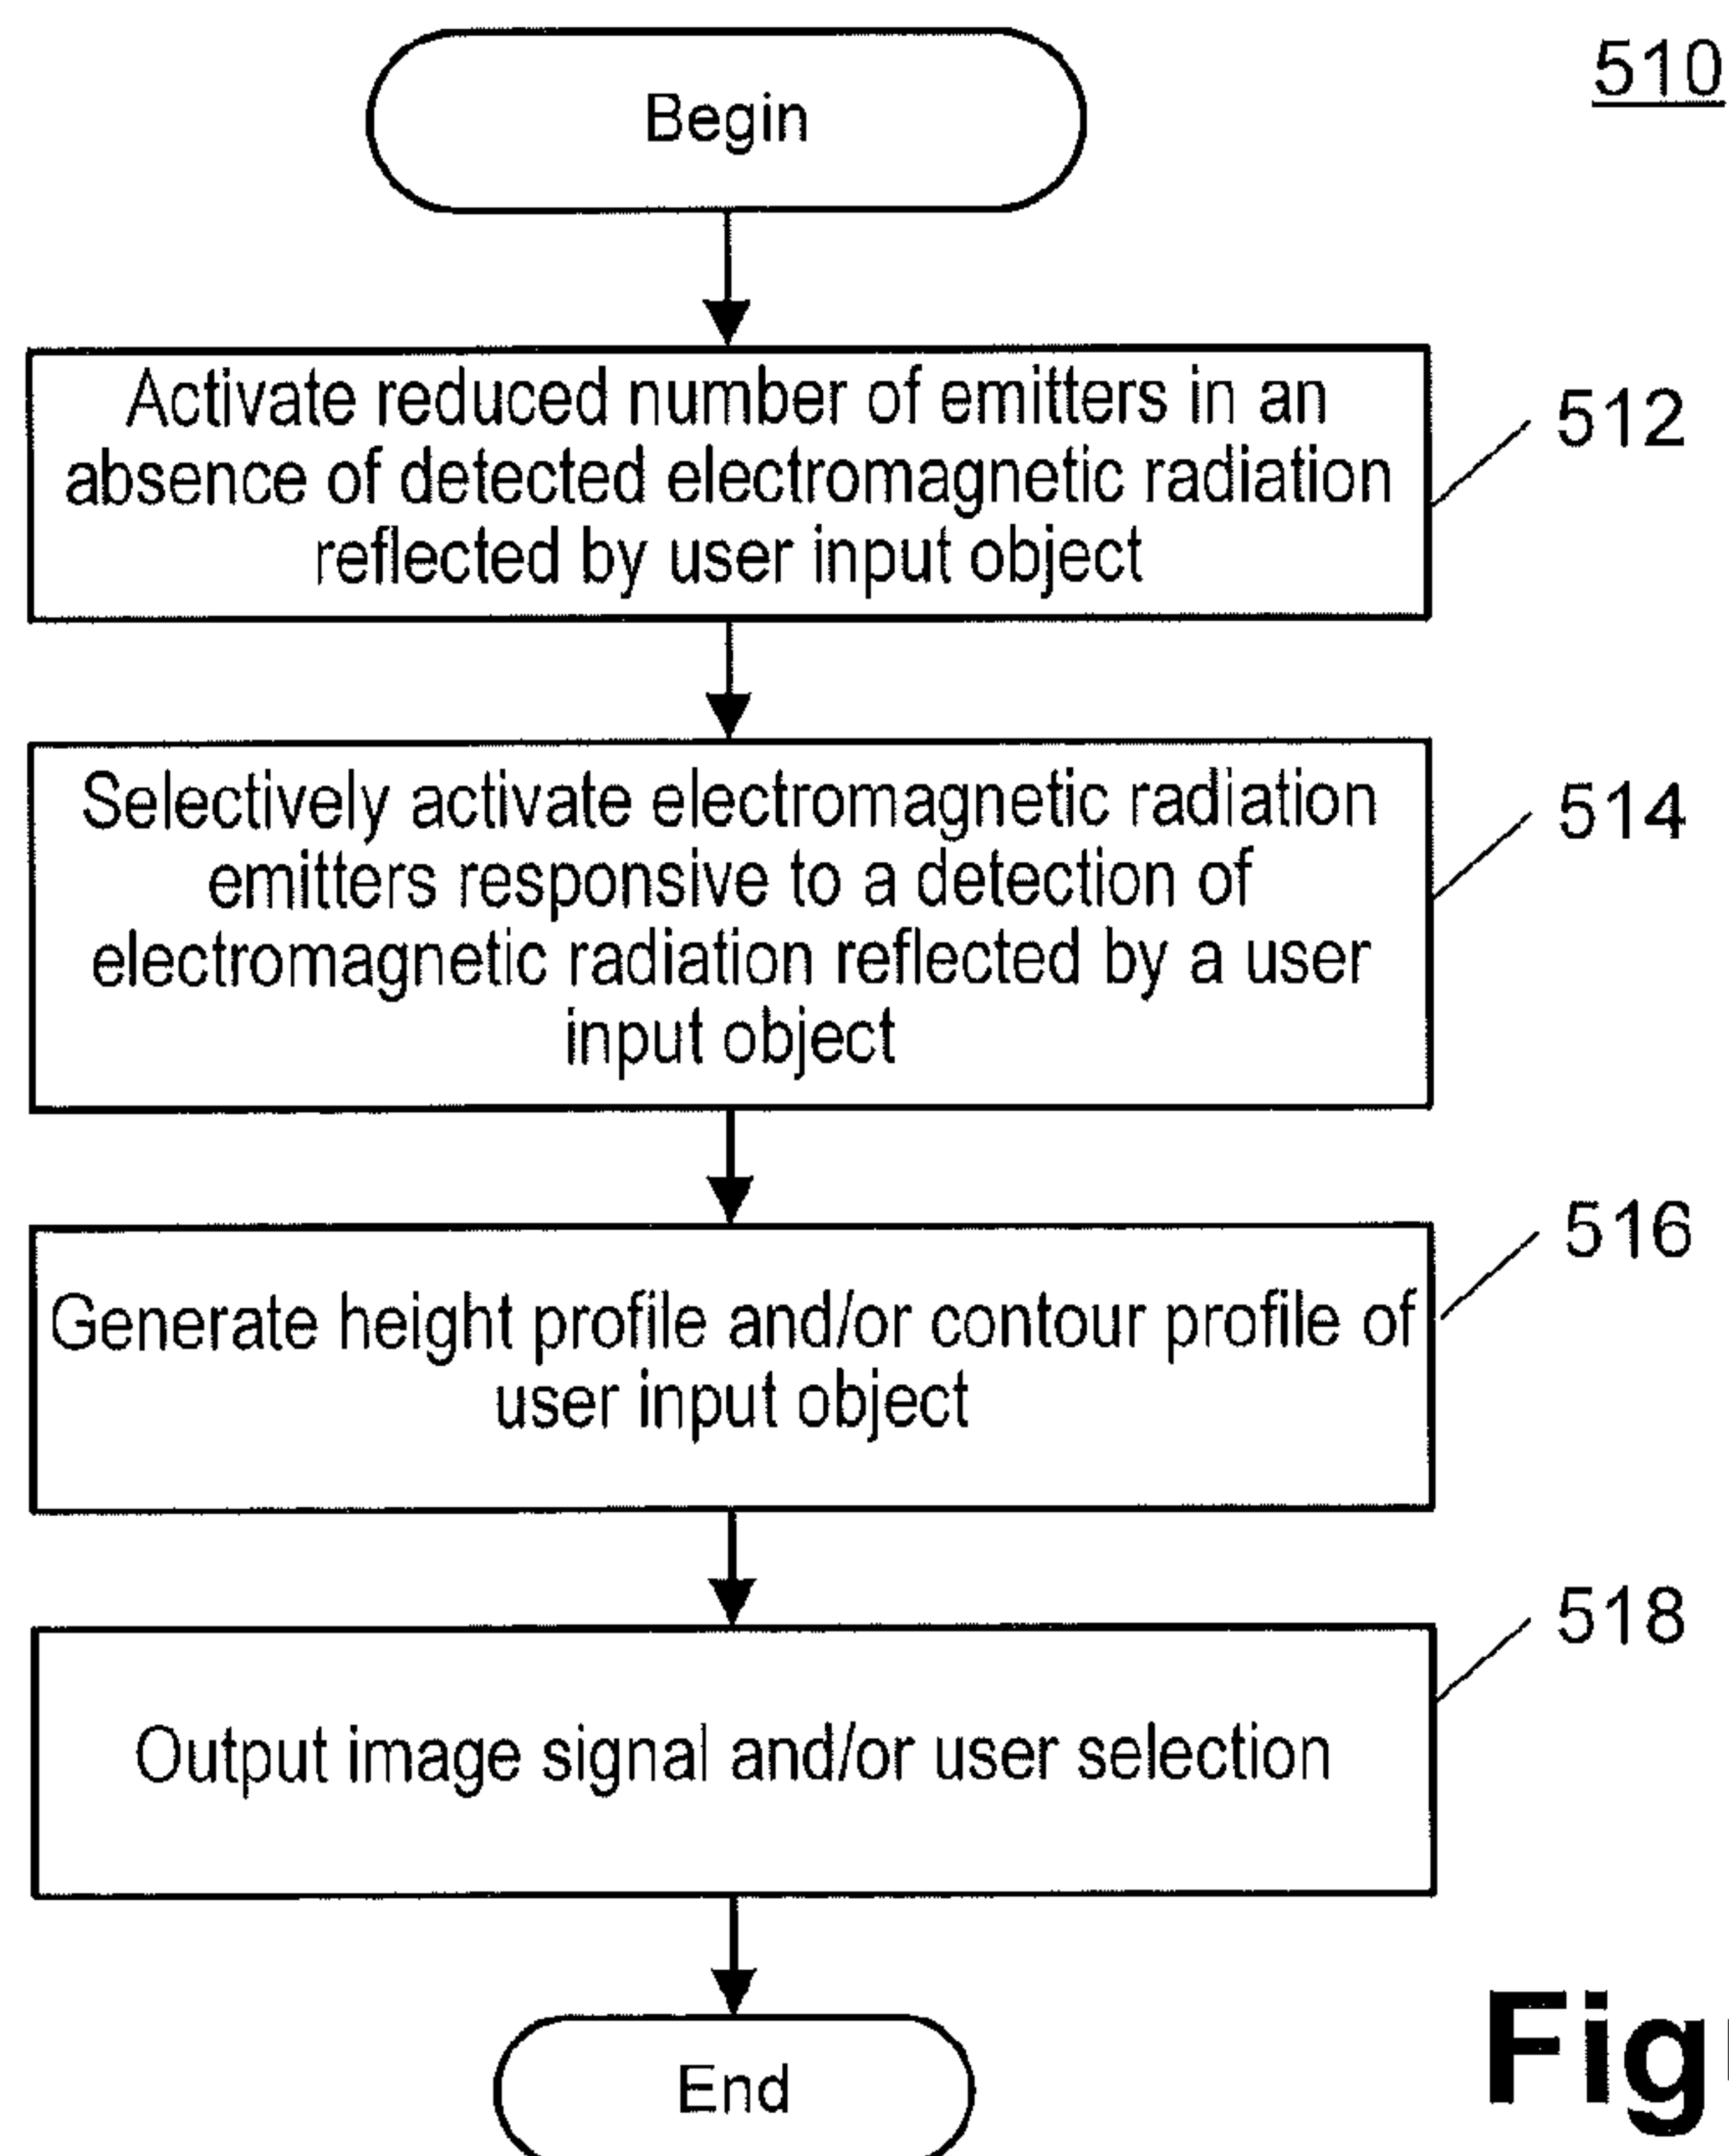 Begin
510
Activate reduced number of emitters in an
absence of detected electromagnetic radiation
reflected by user input object
512
Selectively activate electromagnetic radiation
emitters responsive to a detection of
electromagnetic radiation reflected by a user
input object
514
Generate height profile and/or contour profile of
user input object
516
Output image signal and/or user selection
518
End